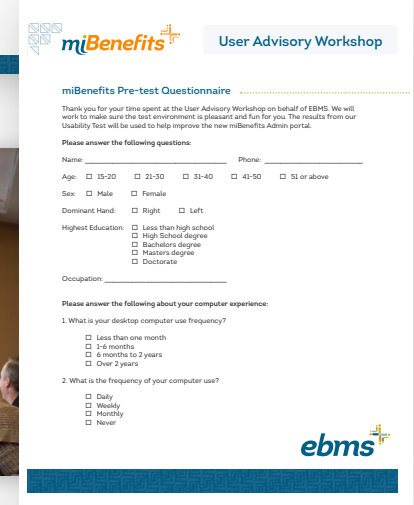 miBenefits
User Advisory Workshop
miBenefits Pre-test Questionnaire
Thank you for your time spent at the User Advisory Workshop on behalf of EBMS. We will
work to make sure the test environment is pleasant and fun for you. The results from our
Usability Test will be used to help improve the new miBenefits Admin portal.
Please answer the following questions:
Name: Phone:
Age: 15-20 21-30 31-40 41-50 51 or above
Sex: Male Female
Dominant Hand: Right Left
Highest Education: Less than high school
High School degree
Bachelors degree
Masters degree
Doctorate
Occupation:
Please answer the following about your computer experience:
1. What is your desktop computer use frequency?
Less than one month
1-6 months
6 months to 2 years
Over 2 years
2. What is the frequency of your computer use?
Daily
Weekly
Monthly
Never
ebms